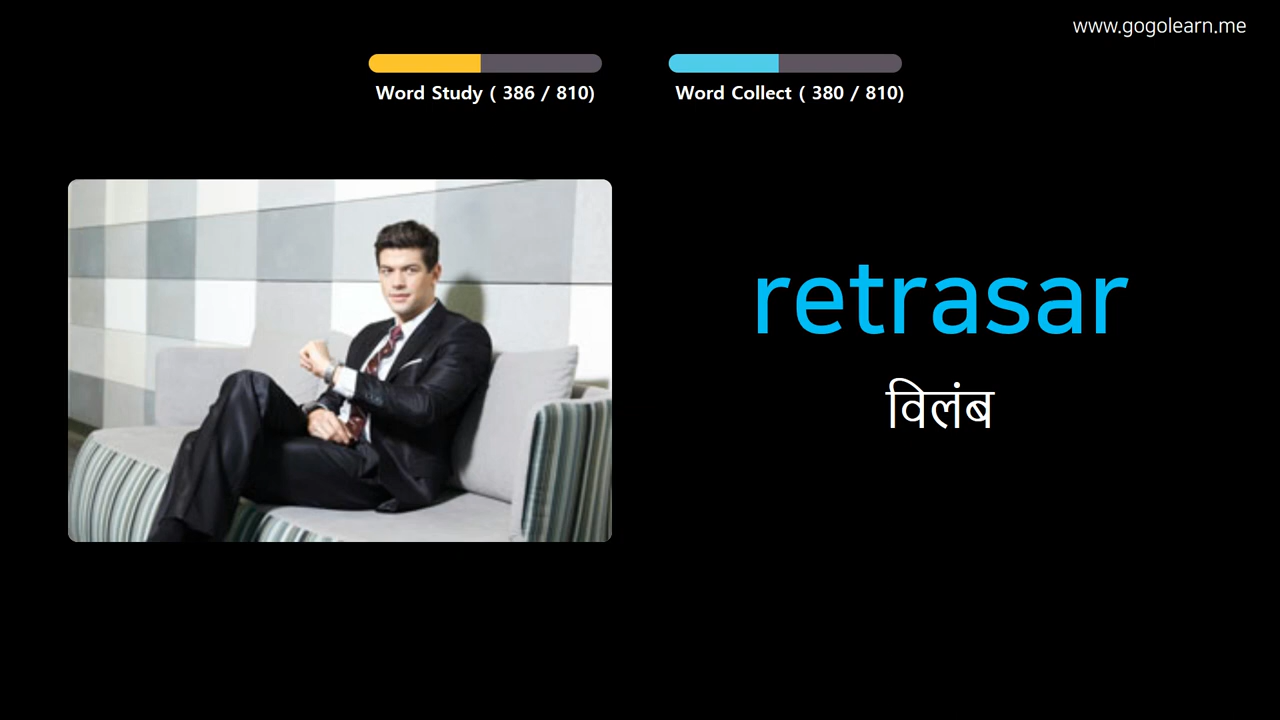 www.gogolearn.me
Word Study ( 386 / 810)
Word Collect ( 380 / 810)
retrasar
विलंब